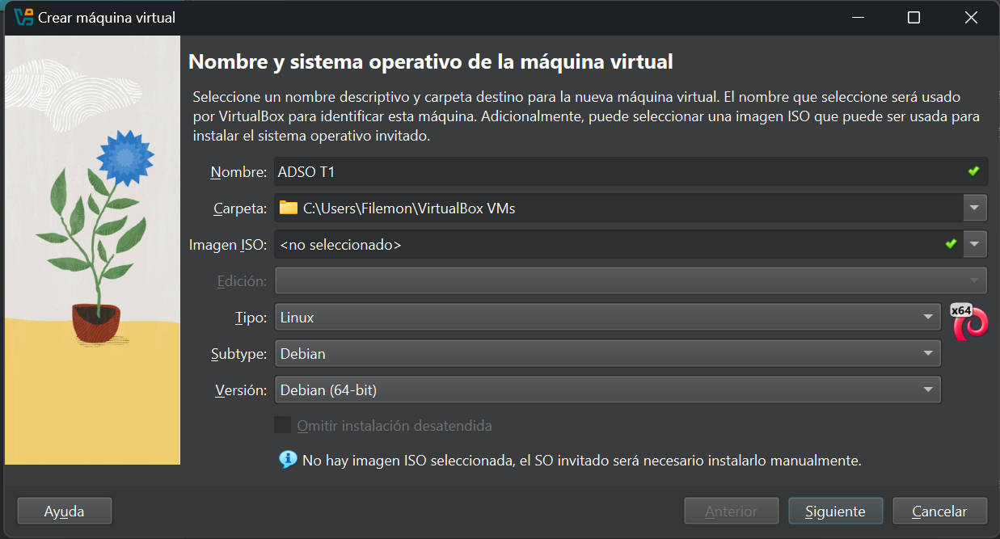 Crear máquina virtual
Nombre y sistema operativo de la máquina virtual
Seleccione un nombre descriptivo y carpeta destino para la nueva máquina virtual. El nombre que seleccione será usado
por VirtualBox para identificar esta máquina. Adicionalmente, puede seleccionar una imagen ISO que puede ser usada para
instalar el sistema operativo invitado.
Nombre: ADSO T1
Carpeta: C:\Users\Filemon\VirtualBox VMs
Imagen ISO: <no seleccionado>
Edición:
Tipo: Linux x64
Subtype: Debian
Versión: Debian (64-bit)
Omitir instalación desatendida
No hay imagen ISO seleccionada, el SO invitado será necesario instalarlo manualmente.
Ayuda Anterior Siguiente Cancelar